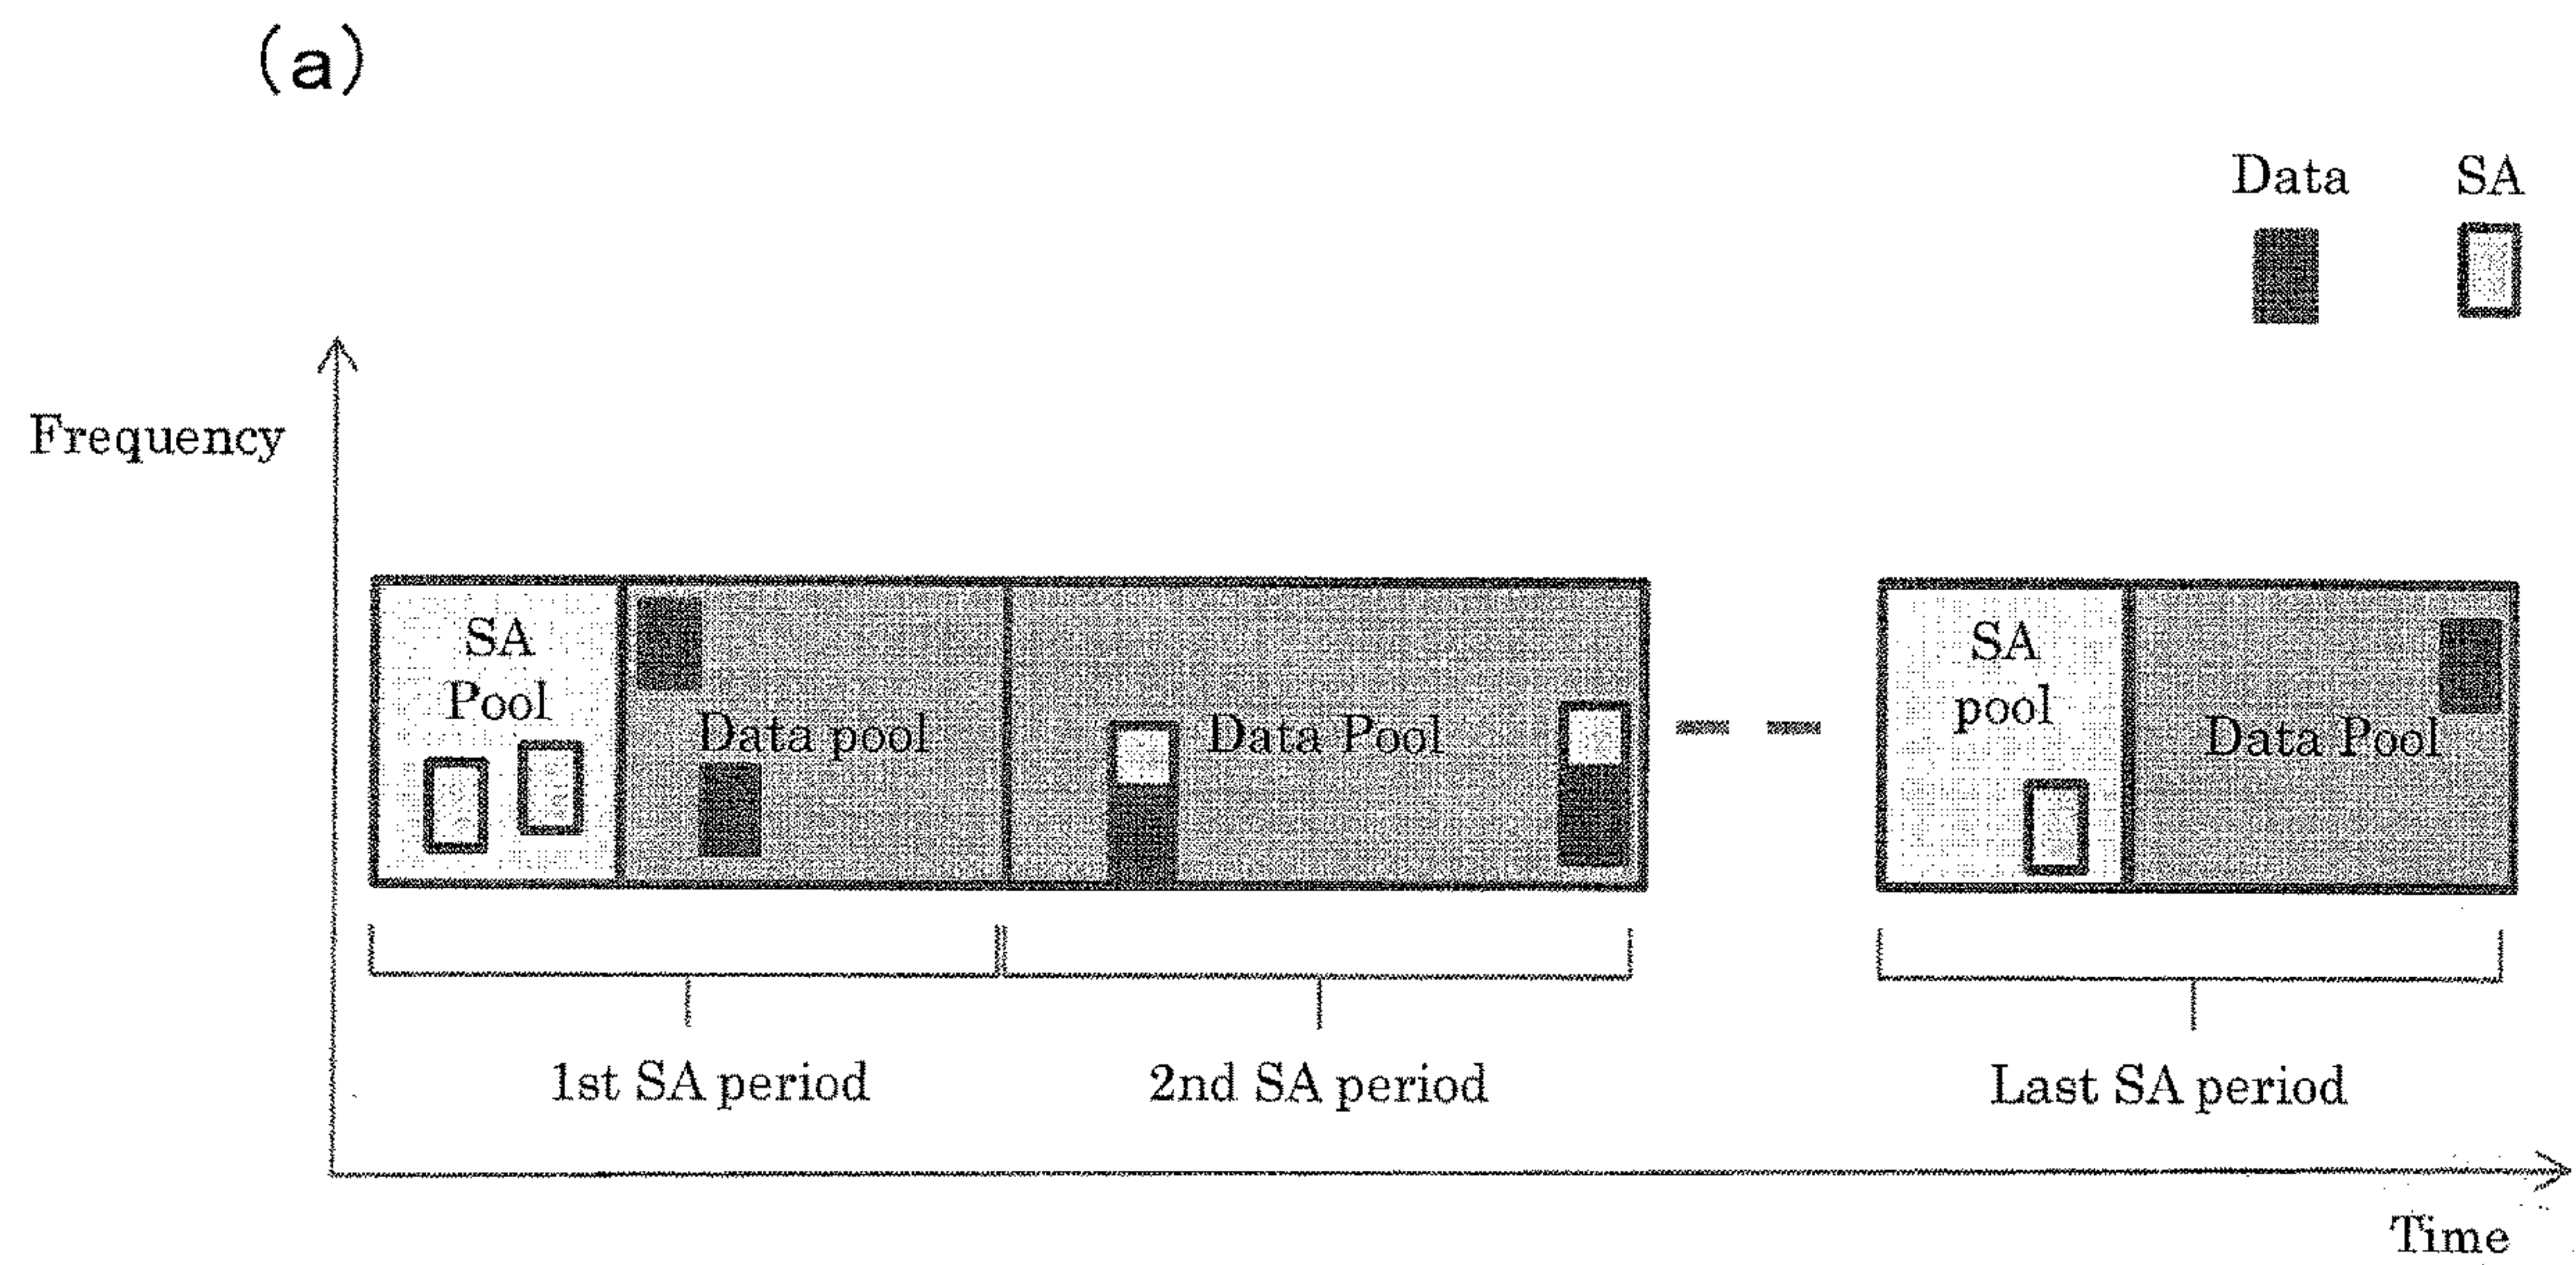 (a)
Data SA
Frequency
SA
Pool
Data pool
Data Pool
SA
pool
Data Pool
1st SA period
2nd SA period
Last SA period
Time